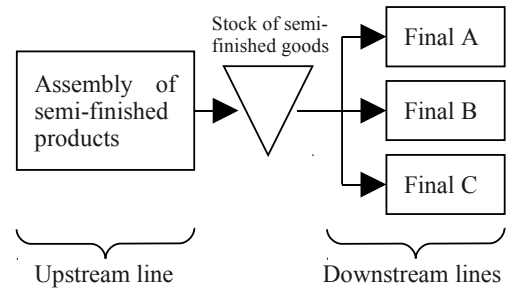 Stock of semi-
finished goods
Assembly of
semi-finished
products
Final A
Final B
Final C
Upstream line
Downstream lines